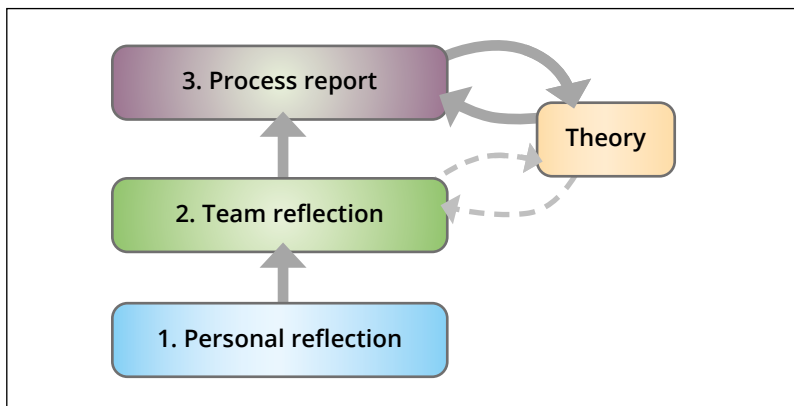 3. Process report
Theory
2. Team reflection
1. Personal reflection